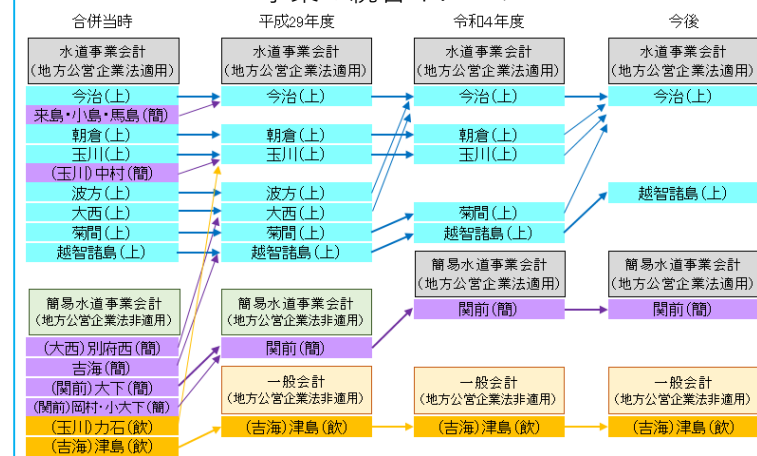 合併当時
水道事業会計
(地方公営企業法適用)
今治(上)
来島・小島・馬島(簡)
朝倉(上)
玉川(上)
(玉川)中村(簡)
波方(上)
大西(上)
菊間(上)
越智諸島(上)
簡易水道事業会計
(地方公営企業法非適用)
(大西)別府西(簡)
吉海(簡)
(関前)大下(簡)
(関前)岡村・小大下(簡)
(玉川)力石(飲)
(吉海)津島(飲)
平成29年度
水道事業会計
(地方公営企業法適用)
今治(上)
朝倉(上)
玉川(上)
波方(上)
大西(上)
菊間(上)
越智諸島(上)
簡易水道事業会計
(地方公営企業法非適用)
関前(簡)
一般会計
(地方公営企業法非適用)
(吉海)津島(飲)
令和4年度
水道事業会計
(地方公営企業法適用)
今治(上)
朝倉(上)
玉川(上)
菊間(上)
越智諸島(上)
簡易水道事業会計
(地方公営企業法適用)
関前(簡)
一般会計
(地方公営企業法非適用)
(吉海)津島(飲)
今後
水道事業会計
(地方公営企業法適用)
今治(上)
越智諸島(上)
簡易水道事業会計
(地方公営企業法適用)
関前(簡)
一般会計
(地方公営企業法非適用)
(吉海)津島(飲)